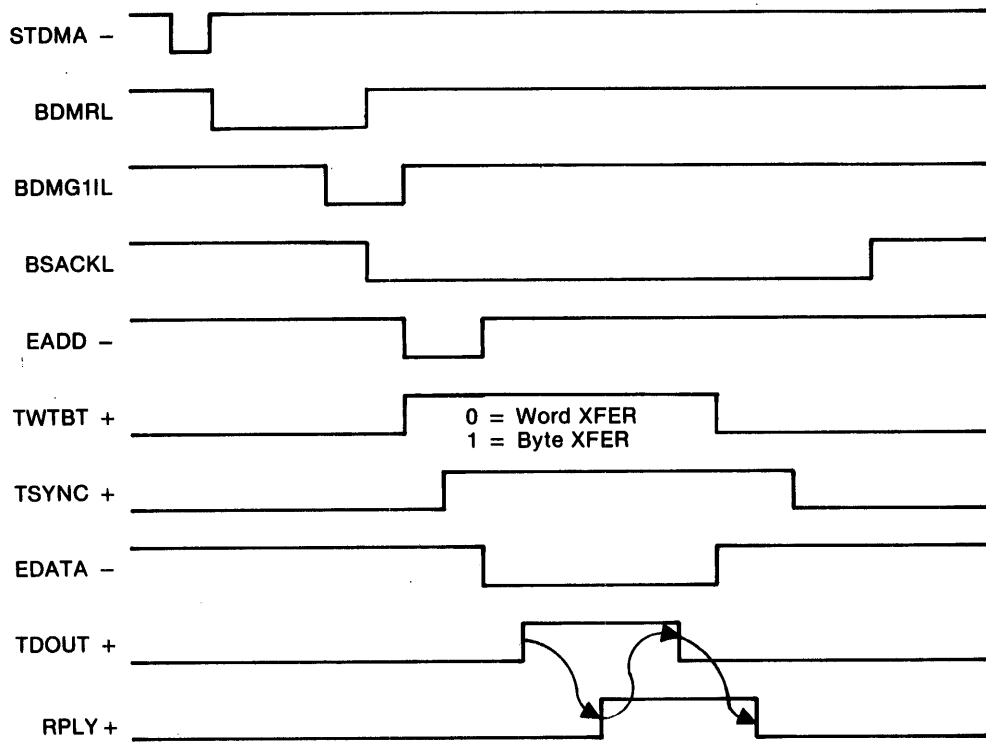 STDMA -
BDMRL
BDMG1IL
BSACKL
EADD -
TWTBT +
0 = Word XFER
1 = Byte XFER
TSYNC +
EDATA -
TDOUT +
RPLY +